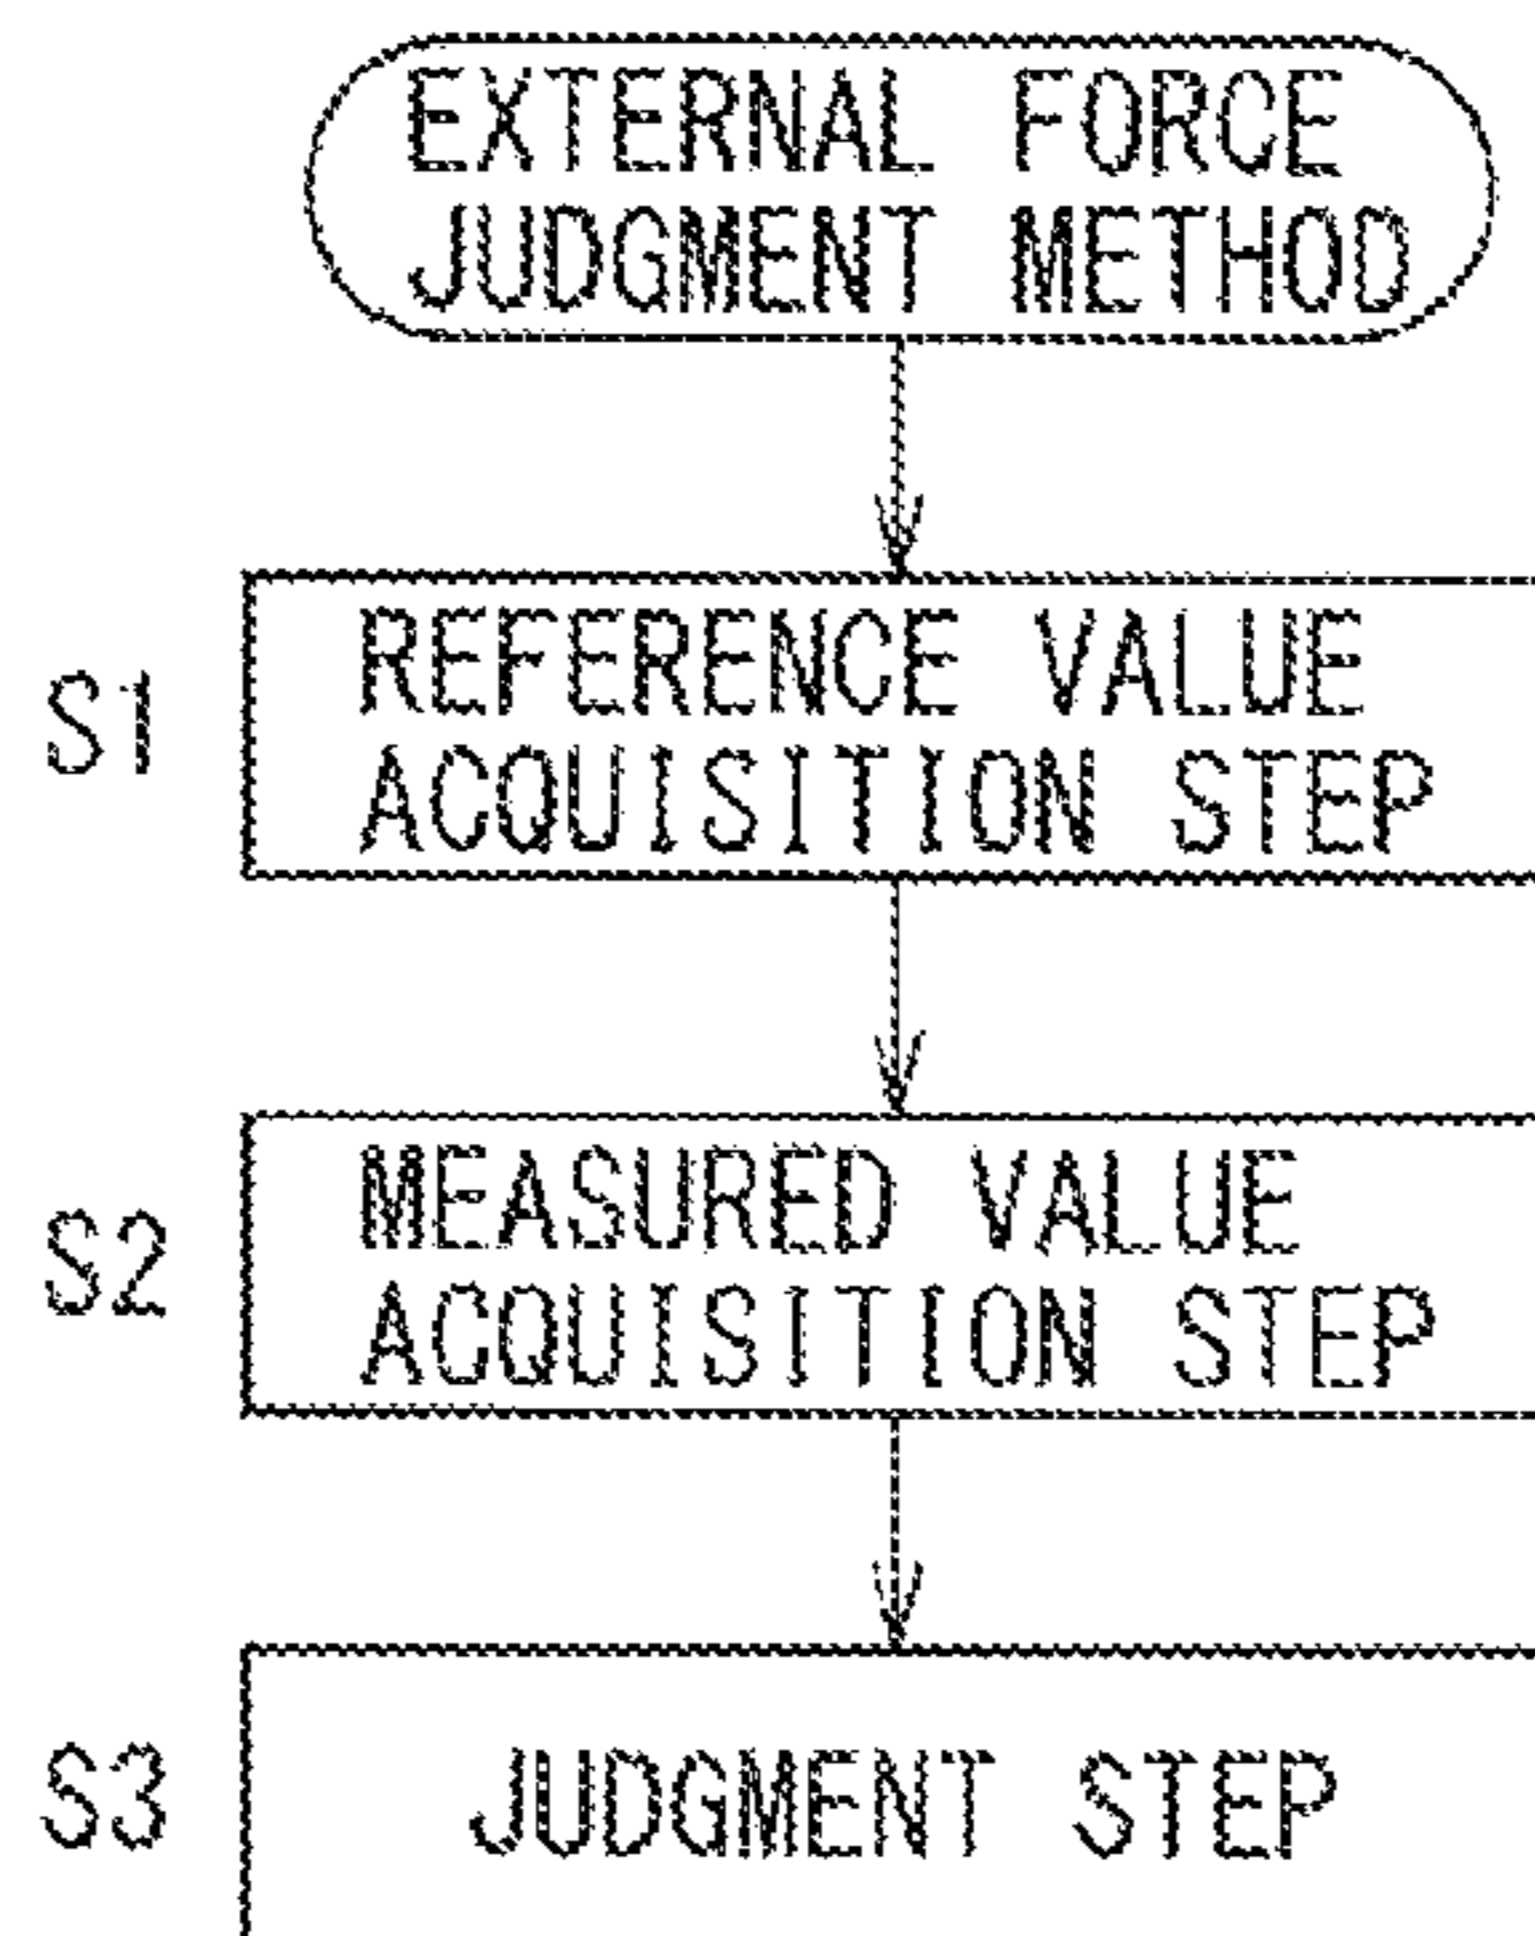 EXTERNAL FORCE
JUDGMENT METHOD
S1
REFERENCE VALUE
ACQUISITION STEP
S2
MEASURED VALUE
ACQUISITION STEP
S3
JUDGMENT STEP